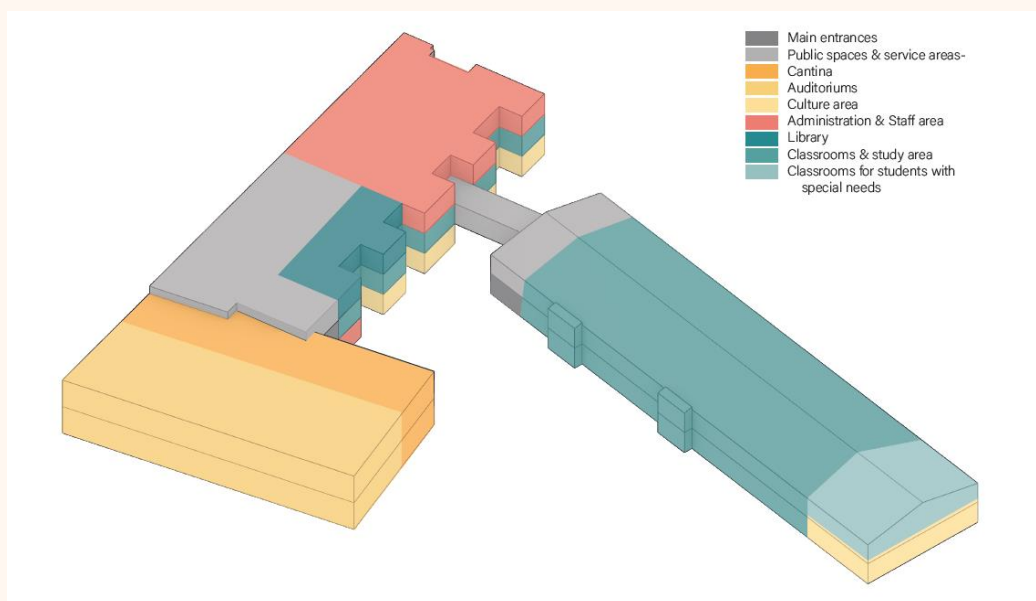 Main entrances
Public spaces & service areas-
Cantina
Auditoriums
Culture area
Administration & Staff area
Library
Classrooms & study area
Classrooms for students with
special needs